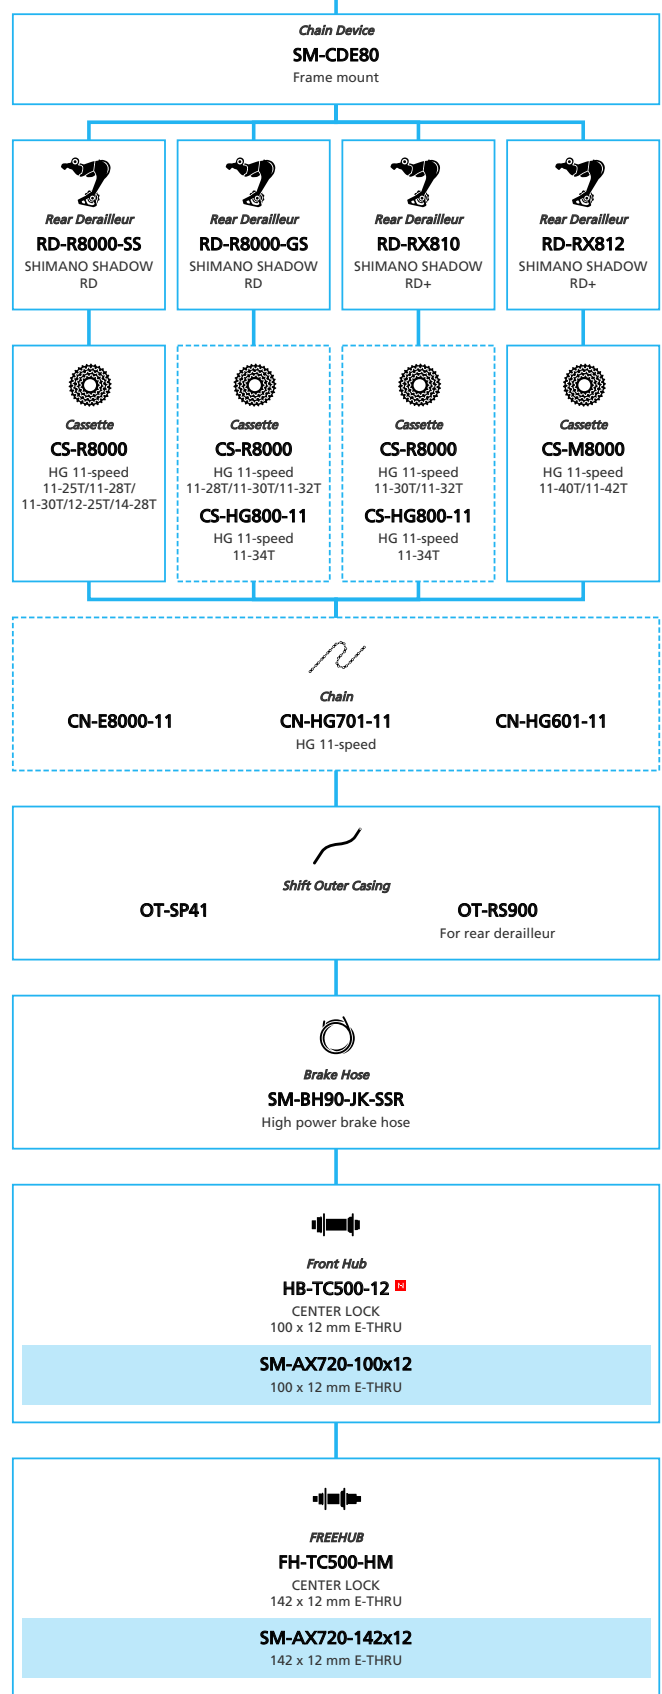 Chain Device
SM-CDE80
Frame mount
Rear Derailleur
RD-R8000-SS
SHIMANO SHADOW
RD
Rear Derailleur
RD-R8000-GS
SHIMANO SHADOW
RD
Rear Derailleur
RD-RX810
SHIMANO SHADOW
RD+
Rear Derailleur
RD-RX812
SHIMANO SHADOW
RD+
Cassette
CS-R8000
HG 11-speed
11-25T/11-28T/
11-30T/12-25T/14-28T
Cassette
CS-R8000
HG 11-speed
11-28T/11-30T/11-32T
CS-HG800-11
HG 11-speed
11-34T
Cassette
CS-R8000
HG 11-speed
11-30T/11-32T
CS-HG800-11
HG 11-speed
11-34T
Cassette
CS-M8000
HG 11-speed
11-40T/11-42T
Chain
CN-E8000-11
CN-HG701-11
CN-HG601-11
HG 11-speed
Shift Outer Casing
OT-SP41
OT-RS900
For rear derailleur
Brake Hose
SM-BH90-JK-SSR
High power brake hose
Front Hub
HB-TC500-12 N
CENTER LOCK
100 x 12 mm E-THRU
SM-AX720-100x12
100 x 12 mm E-THRU
FREEHUB
FH-TC500-HM
CENTER LOCK
142 x 12 mm E-THRU
SM-AX720-142x12
142 x 12 mm E-THRU